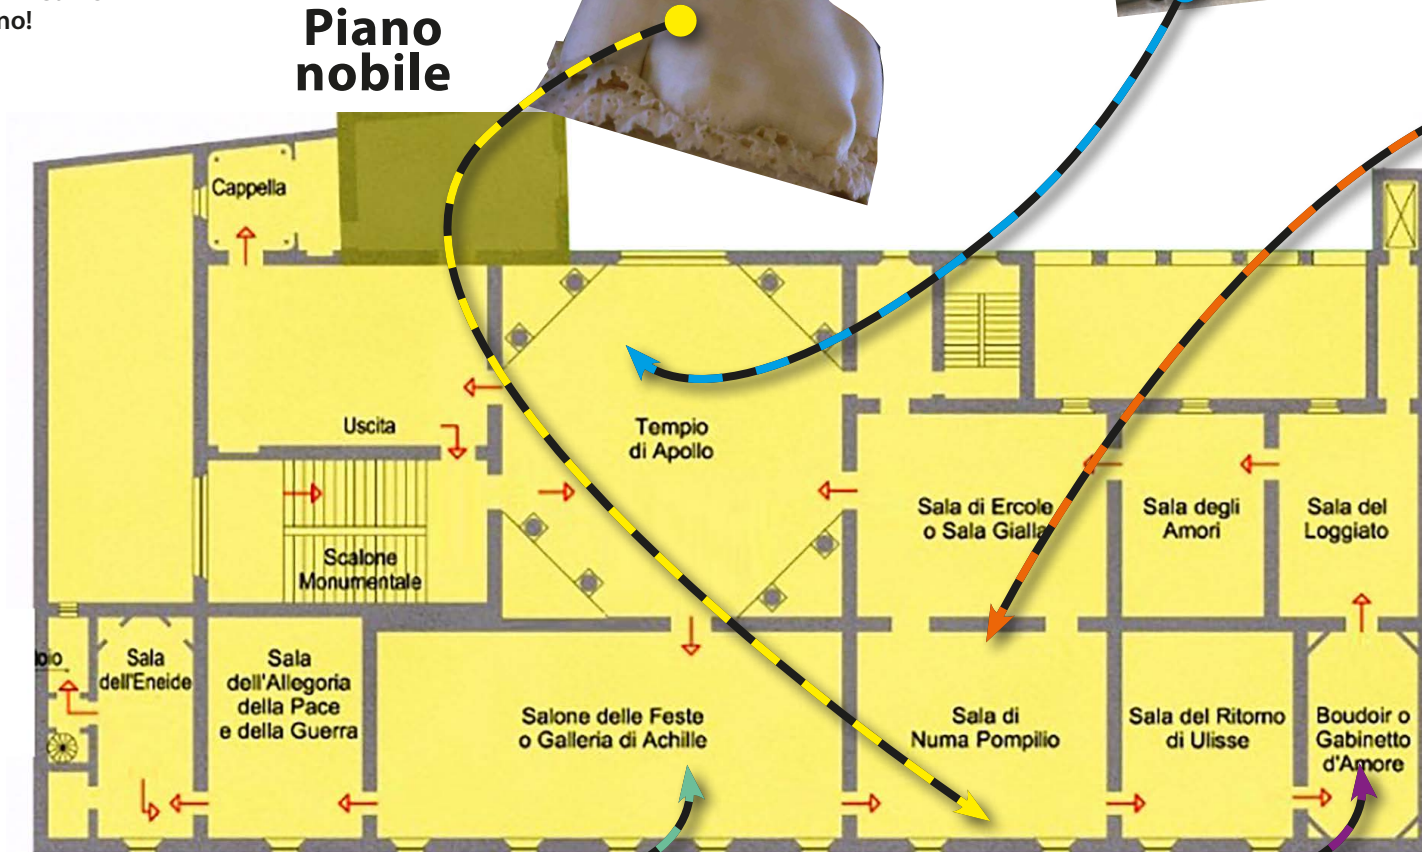 no!
Piano
nobile
Cappella
Uscita
Tempio
di Apollo
Scalone
Monumentale
Sala di Ercole
o Sala Gialla
Sala degli
Amori
Sala del
Loggiato
Sala
dell'Eneide
Sala
dell'Allegoria
della Pace
e della Guerra
Salone delle Feste
o Galleria di Achille
Sala di
Numa Pompilio
Sala del Ritorno
di Ulisse
Boudoir o
Gabinetto
d'Amore